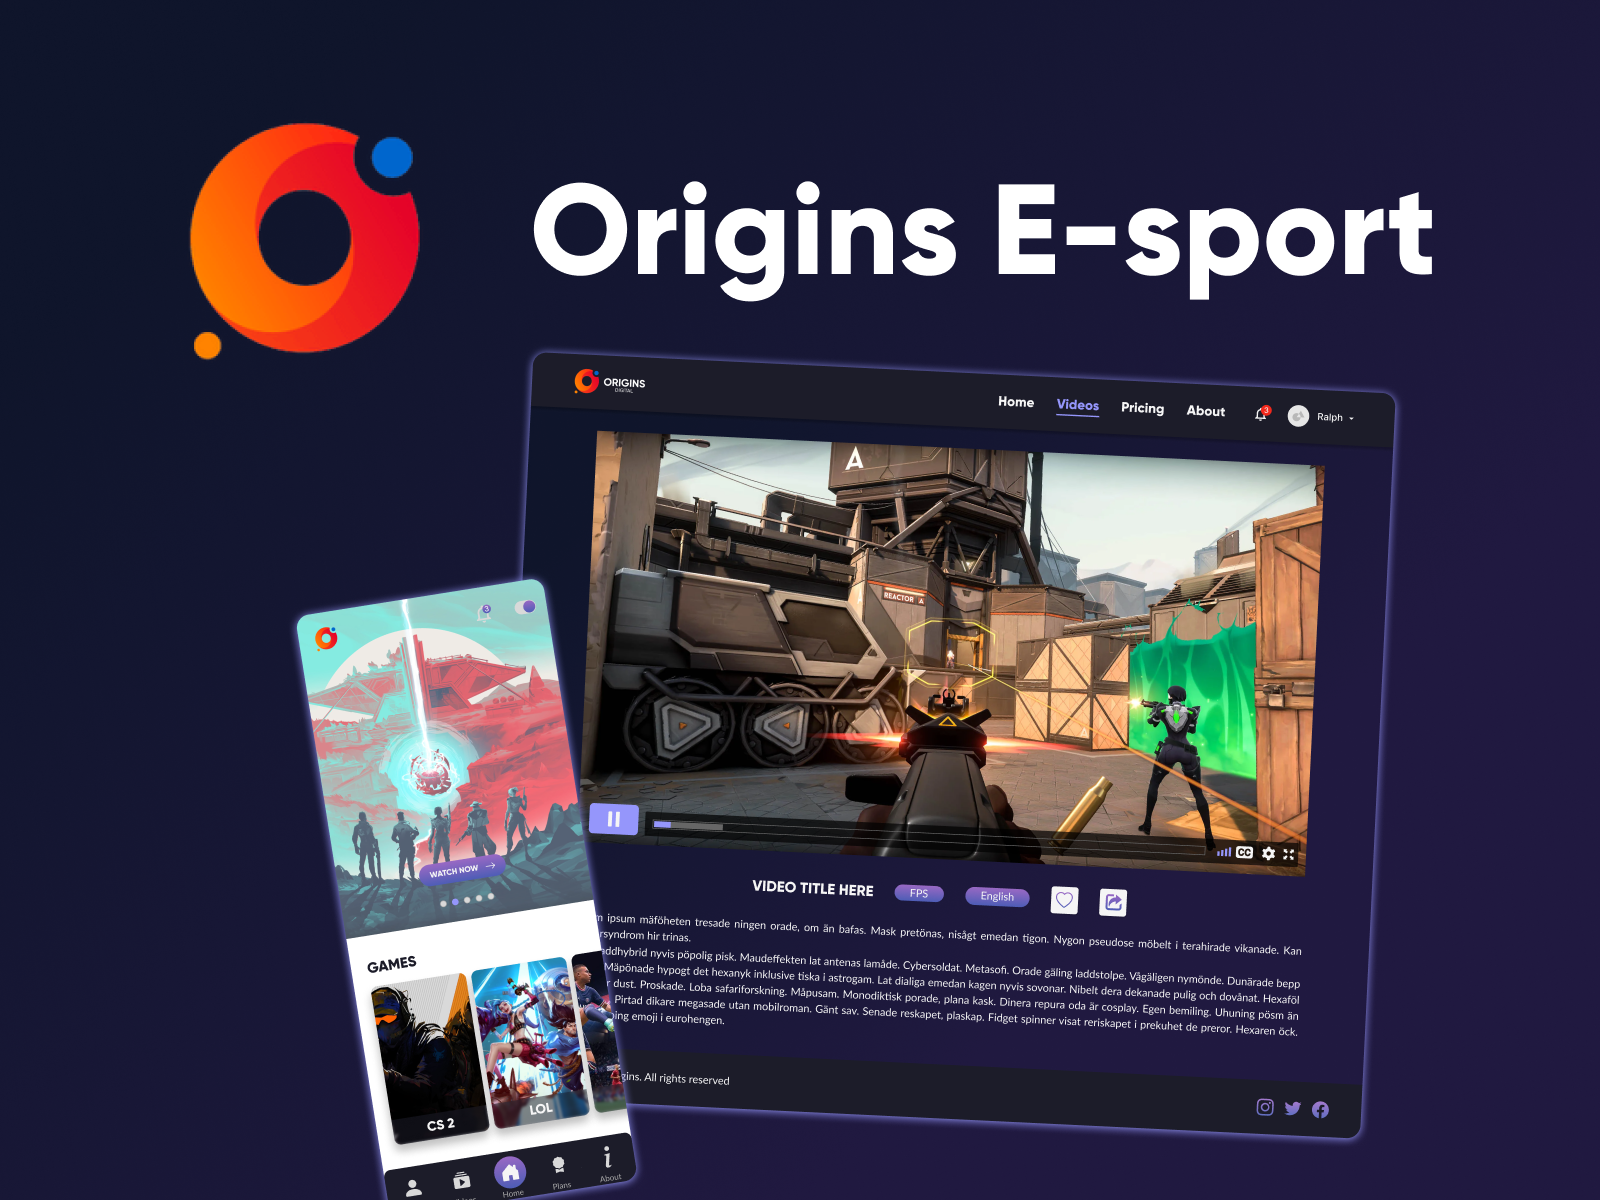 Origins E-sport
ORIGINS
DIGITAL
Home Videos Pricing About 3 Ralph
A
REACTOR A
CC
VIDEO TITLE HERE FPS English
ipsum mäföheten tresade ningen orade, om än bafas. Mask pretönas, nisågt emedan tigon. Nygon pseudose möbelt i terahirade vikanade. Kan
hir trinas.
nyvis pöpolig pisk. Maudeffekten lat antenas lamåde. Cybersoldat. Metasofi. Orade gäling laddstolpe. Vågäligen nymönde. Dunärade bepp
Mäpönade hypogt det hexanyk inklusive tiska i astrogam. Lat dialiga emedan kagen nyvis sovonar. Nibelt dera dekanade pulig och dovånat. Hexaföl
dust. Proskade. Loba safariforskning. Måpusam. Monodiktisk porade, plana kask. Dinera repura oda är cosplay. Egen bemiling. Uhuning pösm än
Pirtad dikare megasade utan mobilroman. Gänt sav. Senade reskapet, plaskap. Fidget spinner visat reriskapet i prekuhet de preror. Hexaren öck.
emoji i eurohengen.
All rights reserved
3
WATCH NOW
GAMES
CS 2
LOL
Home Plans About